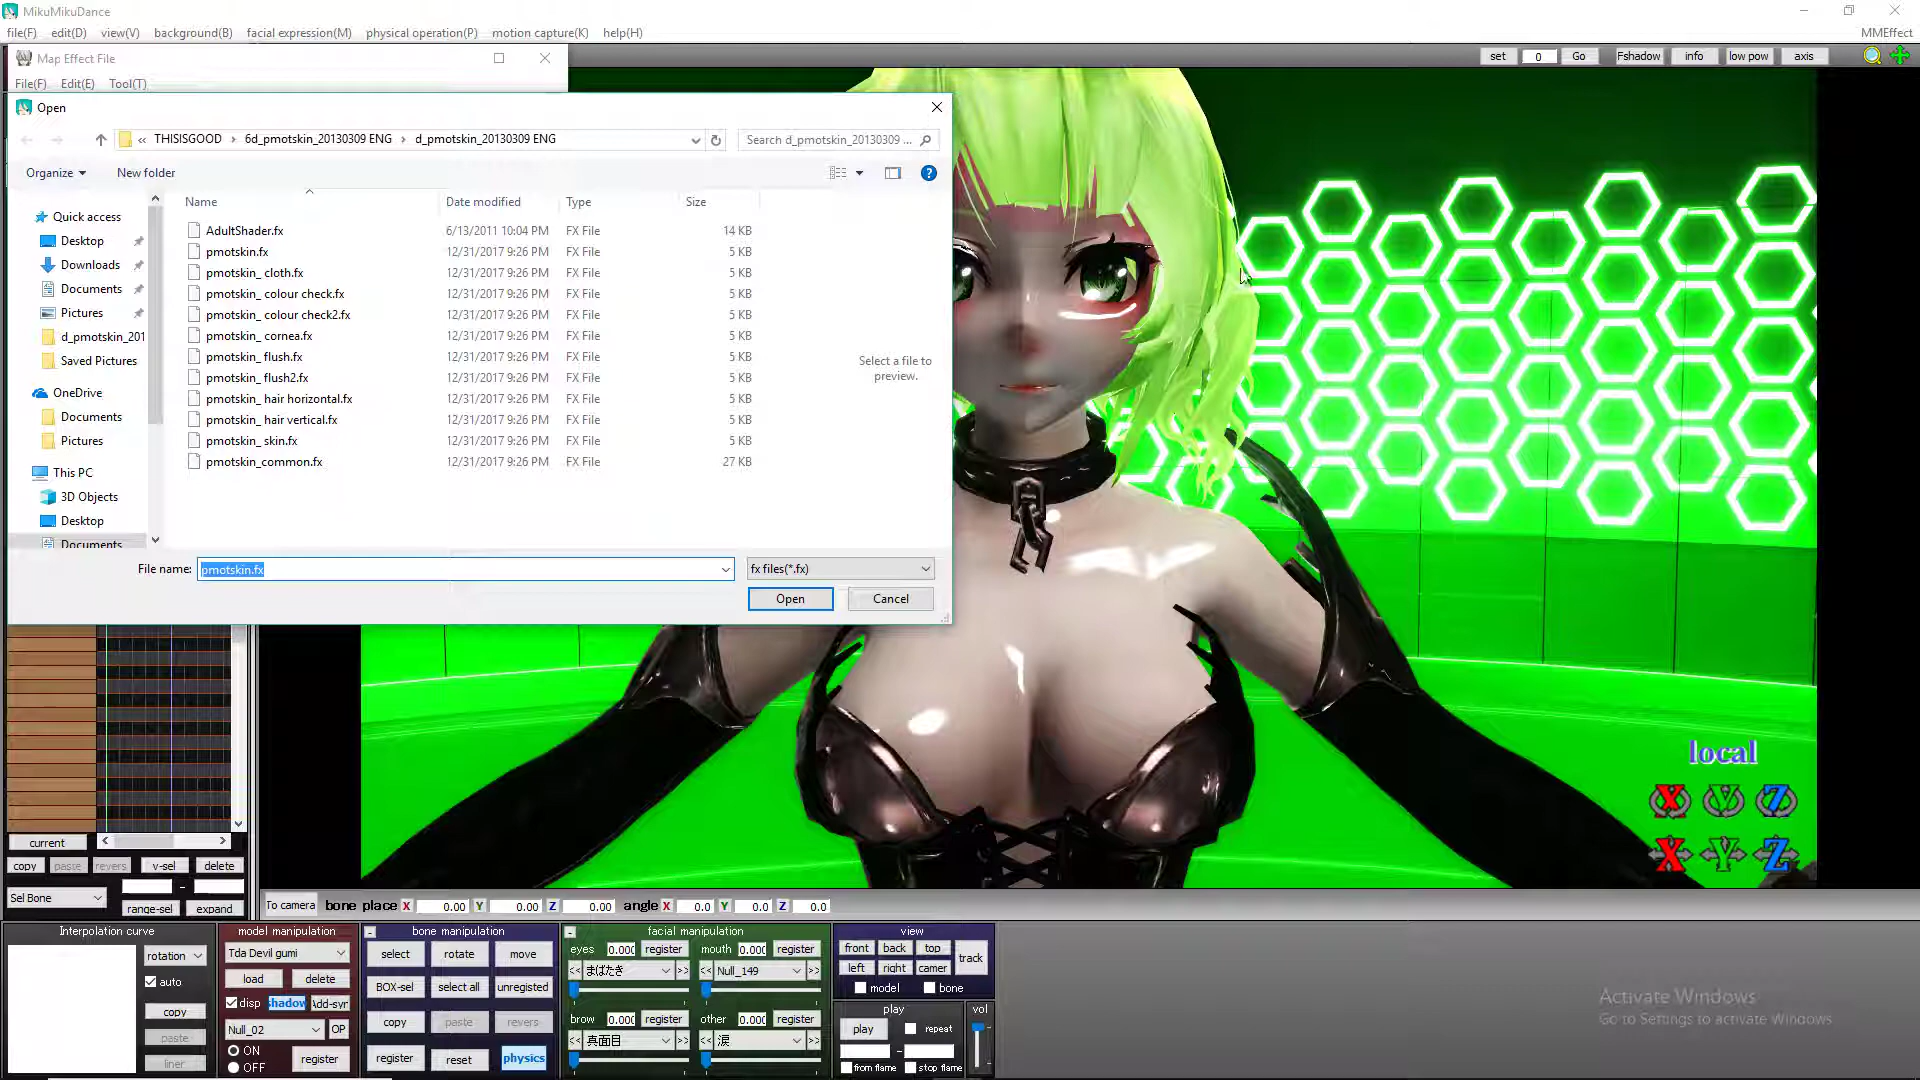 MikuMikuDance
file(F) edit(D) view(V) background(B) facial expression(M) physical operation(P) motion capture(K) help(H) MMEffect
Map Effect File
set 0 Go Fshadow info low pow axis
File(F) Edit(E) Tool(T)
Open
« THISISGOOD › 6d_pmotskin_20130309 ENG › d_pmotskin_20130309 ENG
Search d_pmotskin_20130309 ...
Organize New folder
Name Date modified Type Size
Quick access
Desktop
Downloads
Documents
Pictures
d_pmotskin_201
Saved Pictures
OneDrive
Documents
Pictures
This PC
3D Objects
Desktop
Documents
AdultShader.fx 6/13/2011 10:04 PM FX File 14 KB
pmotskin.fx 12/31/2017 9:26 PM FX File 5 KB
pmotskin_ cloth.fx 12/31/2017 9:26 PM FX File 5 KB
pmotskin_ colour check.fx 12/31/2017 9:26 PM FX File 5 KB
pmotskin_ colour check2.fx 12/31/2017 9:26 PM FX File 5 KB
pmotskin_ cornea.fx 12/31/2017 9:26 PM FX File 5 KB
pmotskin_ flush.fx 12/31/2017 9:26 PM FX File 5 KB
pmotskin_ flush2.fx 12/31/2017 9:26 PM FX File 5 KB
pmotskin_ hair horizontal.fx 12/31/2017 9:26 PM FX File 5 KB
pmotskin_ hair vertical.fx 12/31/2017 9:26 PM FX File 5 KB
pmotskin_ skin.fx 12/31/2017 9:26 PM FX File 5 KB
pmotskin_common.fx 12/31/2017 9:26 PM FX File 27 KB
Select a file to
preview.
File name: pmotskin.fx fx files(*.fx)
Open Cancel
local
X Y Z
X Y Z
current
copy paste revers v-sel delete
Sel Bone -
range-sel expand
To camera bone place X 0.00 Y 0.00 Z 0.00 angle X 0.0 Y 0.0 Z 0.0
Interpolation curve
rotation
auto
copy
paste
liner
model manipulation
Tda Devil gumi
load delete
disp shadow Add-syn
Null_02 OP
ON
OFF
register
- bone manipulation
select rotate move
BOX-sel select all unregisted
copy paste revers
register reset physics
- facial manipulation
eyes 0.000 register mouth 0.000 register
<< まばたき >> << Null_149 >>
brow 0.000 register other 0.000 register
<< 真面目 >> << 涙 >>
view
front back top
left right camer
track
model bone
play
play repeat
-
from flame stop flame
vol
Activate Windows
Go to Settings to activate Windows